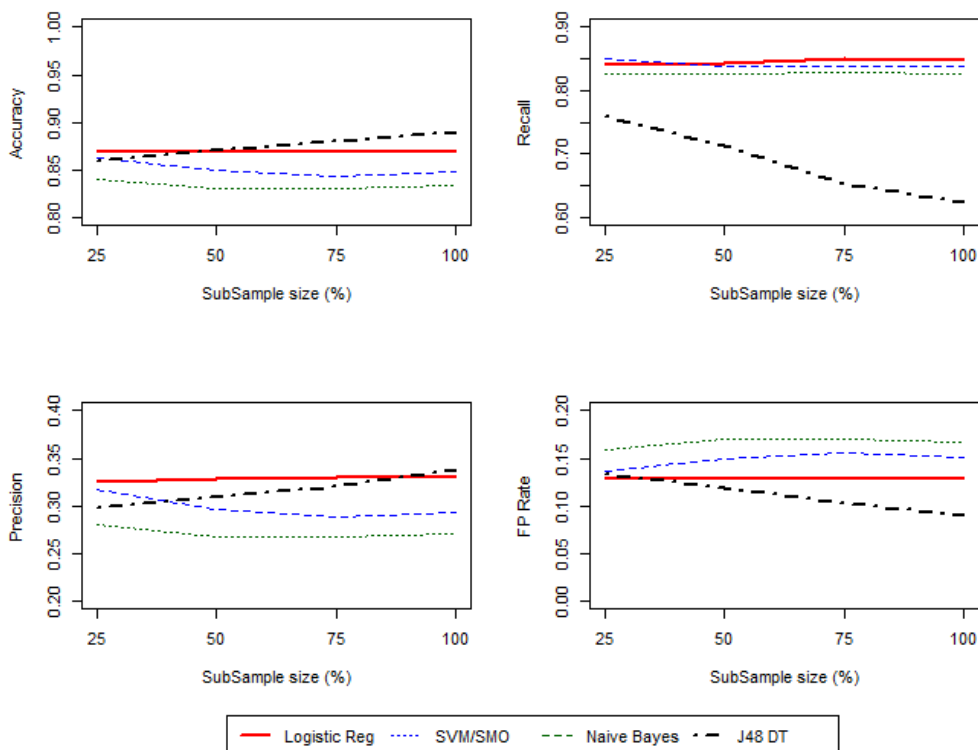 Accuracy
0.80 0.85 0.90 0.95 1.00
25 50 75 100
SubSample size (%)
Recall
0.60 0.70 0.80 0.90
25 50 75 100
SubSample size (%)
Precision
0.20 0.25 0.30 0.35 0.40
25 50 75 100
SubSample size (%)
FP Rate
0.00 0.05 0.10 0.15 0.20
25 50 75 100
SubSample size (%)
Logistic Reg SVM/SMO Naive Bayes J48 DT